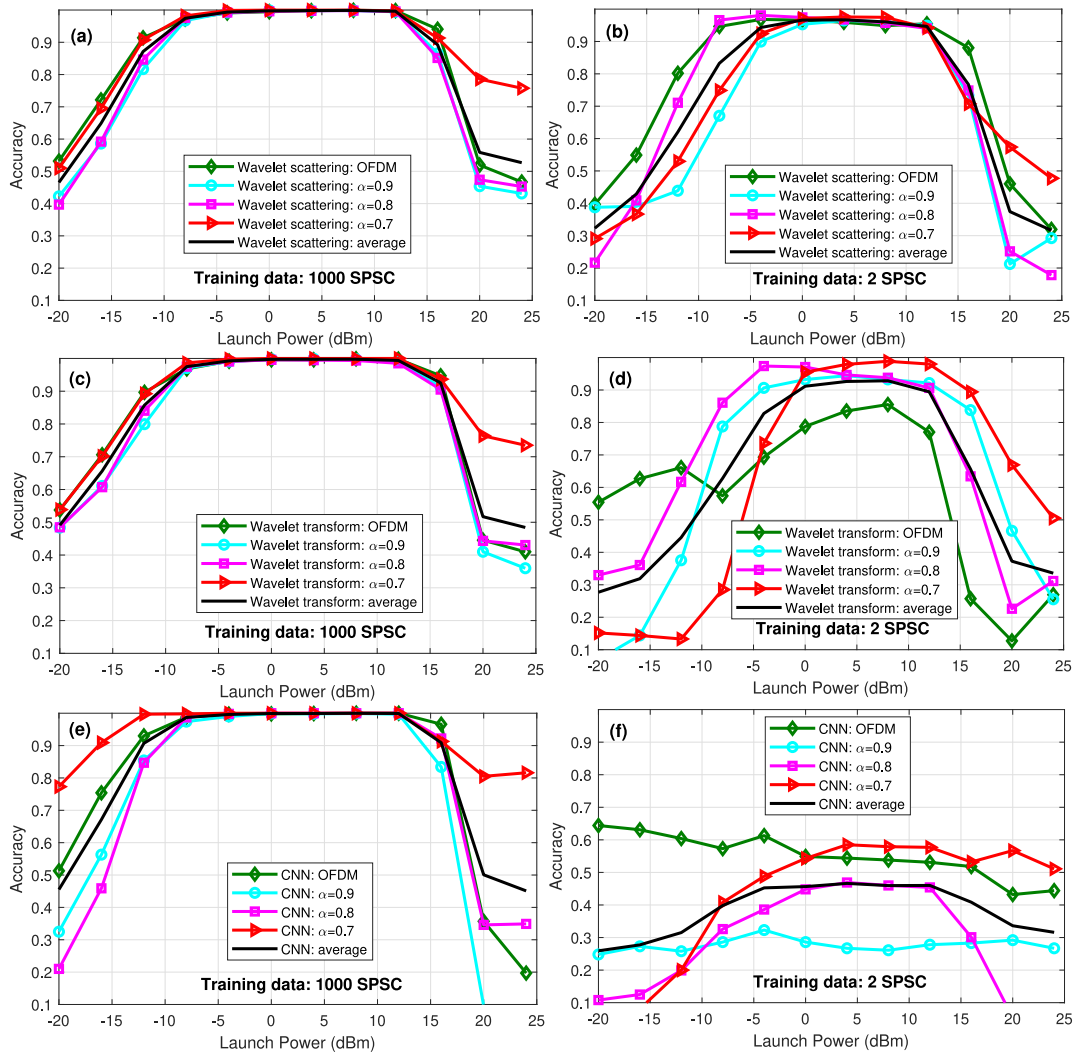 (a)
Accuracy
0.9
0.8
0.7
0.6
0.5
0.4
0.3
0.2
0.1
Wavelet scattering: OFDM
Wavelet scattering: α=0.9
Wavelet scattering: α=0.8
Wavelet scattering: α=0.7
Wavelet scattering: average
Training data: 1000 SPSC
-20 -15 -10 -5 0 5 10 15 20 25
Launch Power (dBm)
(b)
Accuracy
0.9
0.8
0.7
0.6
0.5
0.4
0.3
0.2
0.1
Wavelet scattering: OFDM
Wavelet scattering: α=0.9
Wavelet scattering: α=0.8
Wavelet scattering: α=0.7
Wavelet scattering: average
Training data: 2 SPSC
-20 -15 -10 -5 0 5 10 15 20 25
Launch Power (dBm)
(c)
Accuracy
0.9
0.8
0.7
0.6
0.5
0.4
0.3
0.2
0.1
Wavelet transform: OFDM
Wavelet transform: α=0.9
Wavelet transform: α=0.8
Wavelet transform: α=0.7
Wavelet transform: average
Training data: 1000 SPSC
-20 -15 -10 -5 0 5 10 15 20 25
Launch Power (dBm)
(d)
Accuracy
0.9
0.8
0.7
0.6
0.5
0.4
0.3
0.2
0.1
Wavelet transform: OFDM
Wavelet transform: α=0.9
Wavelet transform: α=0.8
Wavelet transform: α=0.7
Wavelet transform: average
Training data: 2 SPSC
-20 -15 -10 -5 0 5 10 15 20 25
Launch Power (dBm)
(e)
Accuracy
0.9
0.8
0.7
0.6
0.5
0.4
0.3
0.2
0.1
CNN: OFDM
CNN: α=0.9
CNN: α=0.8
CNN: α=0.7
CNN: average
Training data: 1000 SPSC
-20 -15 -10 -5 0 5 10 15 20 25
Launch Power (dBm)
(f)
Accuracy
0.9
0.8
0.7
0.6
0.5
0.4
0.3
0.2
0.1
CNN: OFDM
CNN: α=0.9
CNN: α=0.8
CNN: α=0.7
CNN: average
Training data: 2 SPSC
-20 -15 -10 -5 0 5 10 15 20 25
Launch Power (dBm)